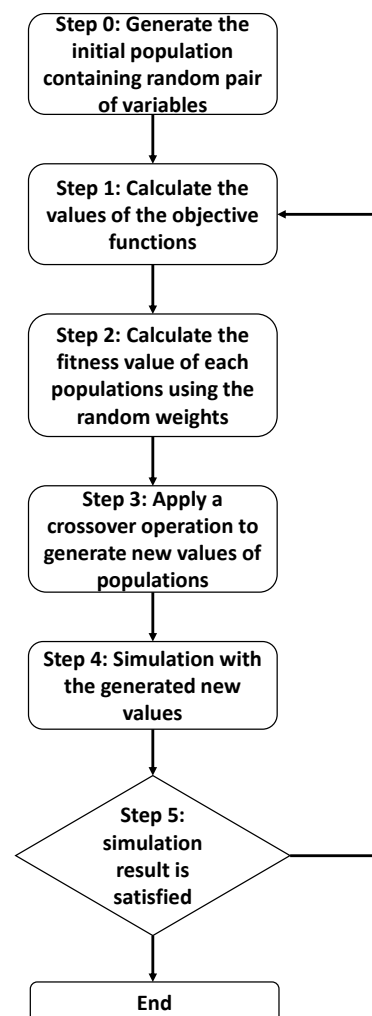 Step 0: Generate the
initial population
containing random pair
of variables
Step 1: Calculate the
values of the objective
functions
Step 2: Calculate the
fitness value of each
populations using the
random weights
Step 3: Apply a
crossover operation to
generate new values of
populations
Step 4: Simulation with
the generated new
values
Step 5:
simulation
result is
satisfied
End